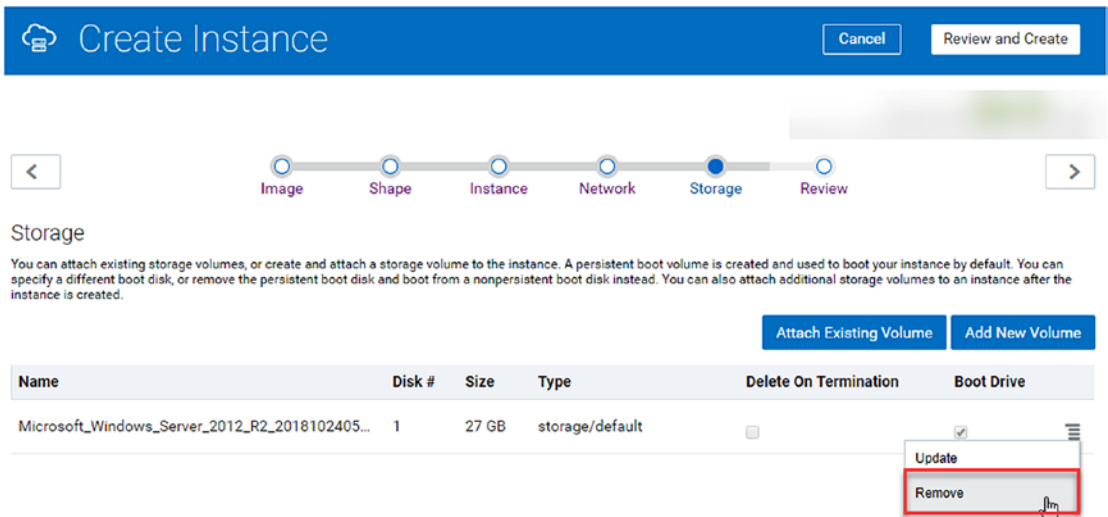 Create Instance
Cancel
Review and Create
Image
Shape
Instance
Network
Storage
Review
Storage
You can attach existing storage volumes, or create and attach a storage volume to the instance. A persistent boot volume is created and used to boot your instance by default. You can
specify a different boot disk, or remove the persistent boot disk and boot from a nonpersistent boot disk instead. You can also attach additional storage volumes to an instance after the
instance is created.
Attach Existing Volume
Add New Volume
Name Disk # Size Type Delete On Termination Boot Drive
Microsoft_Windows_Server_2012_R2_2018102405... 1 27 GB storage/default
Update
Remove